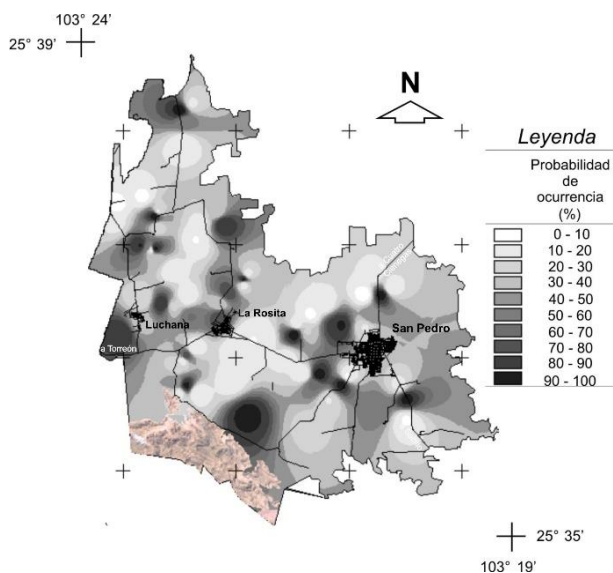 103° 24'
25° 39'
N
Leyenda
Probabilidad
de
ocurrencia
(%)
0 - 10
10 - 20
20 - 30
30 - 40
40 - 50
50 - 60
60 - 70
70 - 80
80 - 90
90 - 100
La Rosita
Luchana
San Pedro
a Torreón
25° 35'
103° 19'